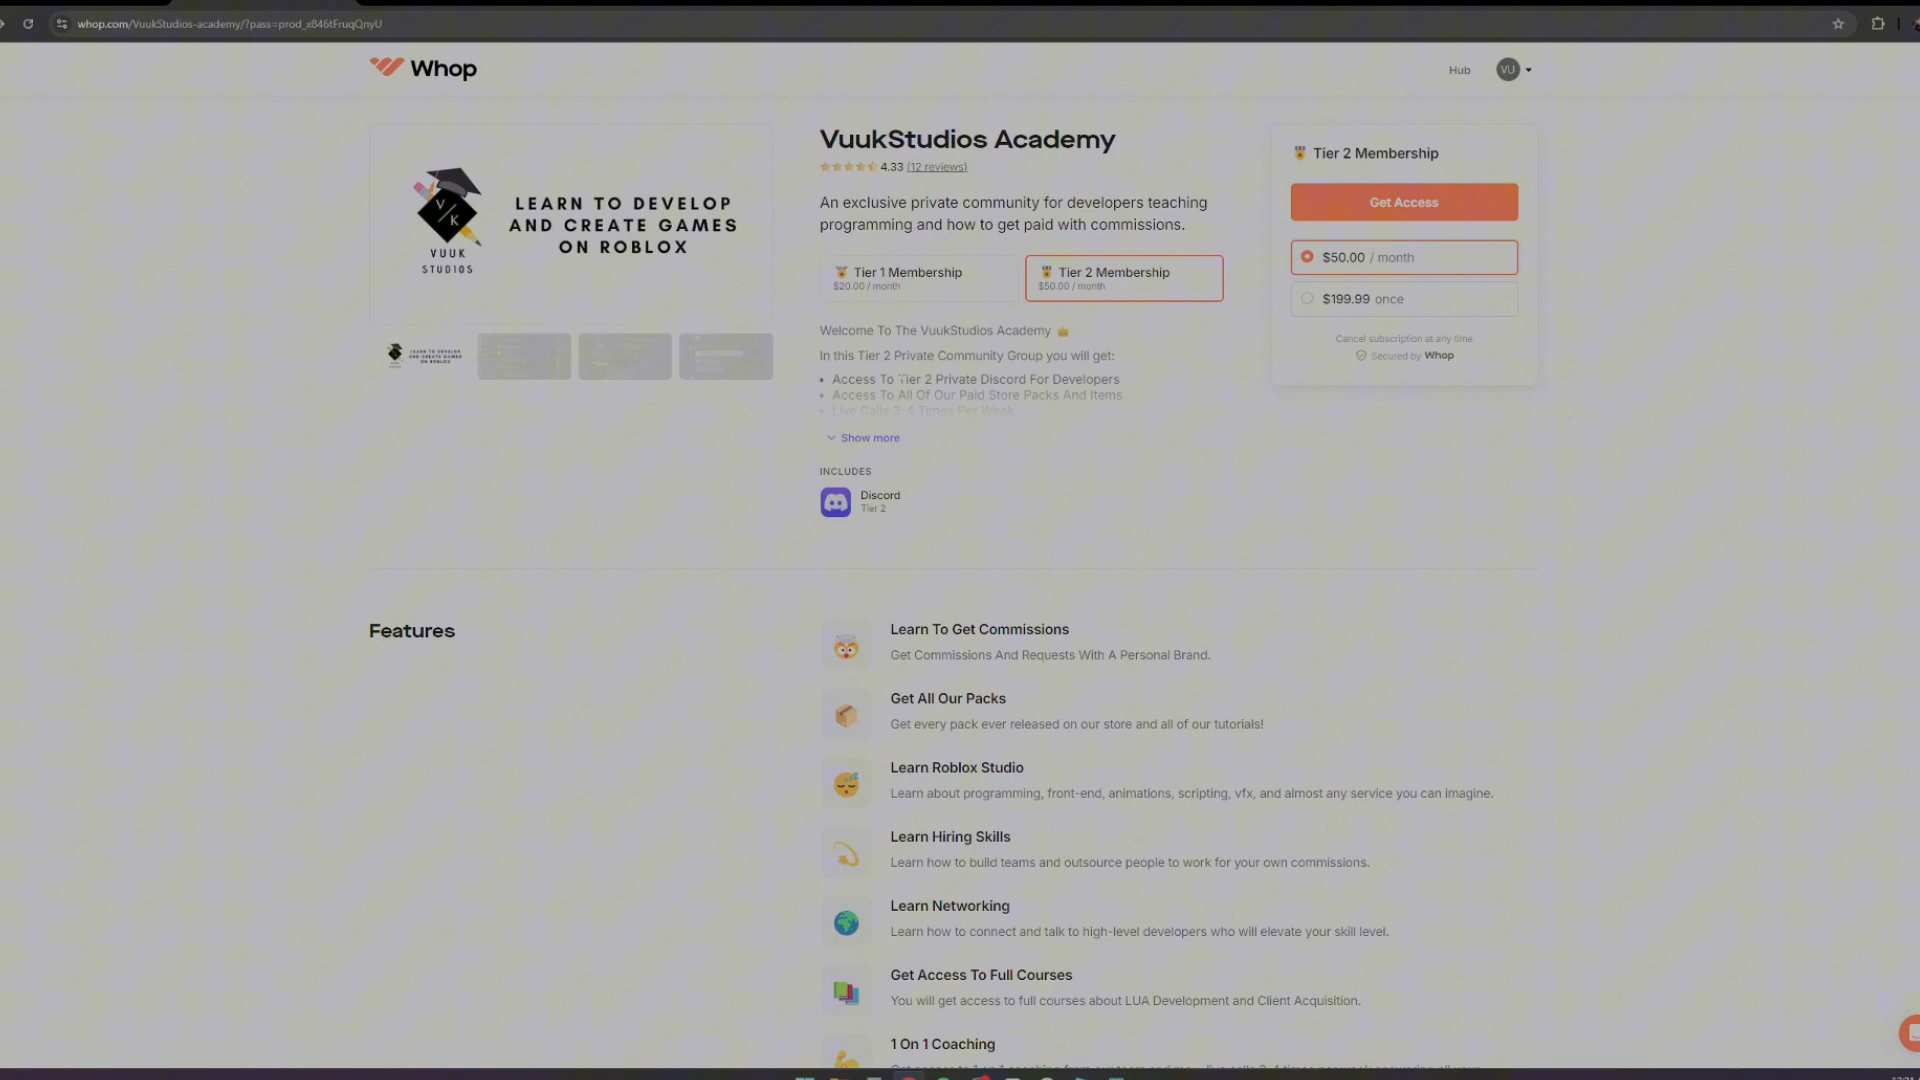 whop.com/VuukStudios-academy/?pass=prod_x846tFruqQnyU
Whop
Hub
VU
LEARN TO DEVELOP
AND CREATE GAMES
ON ROBLOX
V/K
VUUK
STUDIOS
VuukStudios Academy
4.33 (12 reviews)
An exclusive private community for developers teaching
programming and how to get paid with commissions.
Tier 1 Membership
$20.00 / month
Tier 2 Membership
$50.00 / month
Welcome To The VuukStudios Academy
In this Tier 2 Private Community Group you will get:
• Access To Tier 2 Private Discord For Developers
• Access To All Of Our Paid Store Packs And Items
• Live Calls 3-4 Times Per Week
Show more
INCLUDES
Discord
Tier 2
Tier 2 Membership
Get Access
$50.00 / month
$199.99 once
Cancel subscription at any time
Secured by Whop
Features
Learn To Get Commissions
Get Commissions And Requests With A Personal Brand.
Get All Our Packs
Get every pack ever released on our store and all of our tutorials!
Learn Roblox Studio
Learn about programming, front-end, animations, scripting, vfx, and almost any service you can imagine.
Learn Hiring Skills
Learn how to build teams and outsource people to work for your own commissions.
Learn Networking
Learn how to connect and talk to high-level developers who will elevate your skill level.
Get Access To Full Courses
You will get access to full courses about LUA Development and Client Acquisition.
1 On 1 Coaching